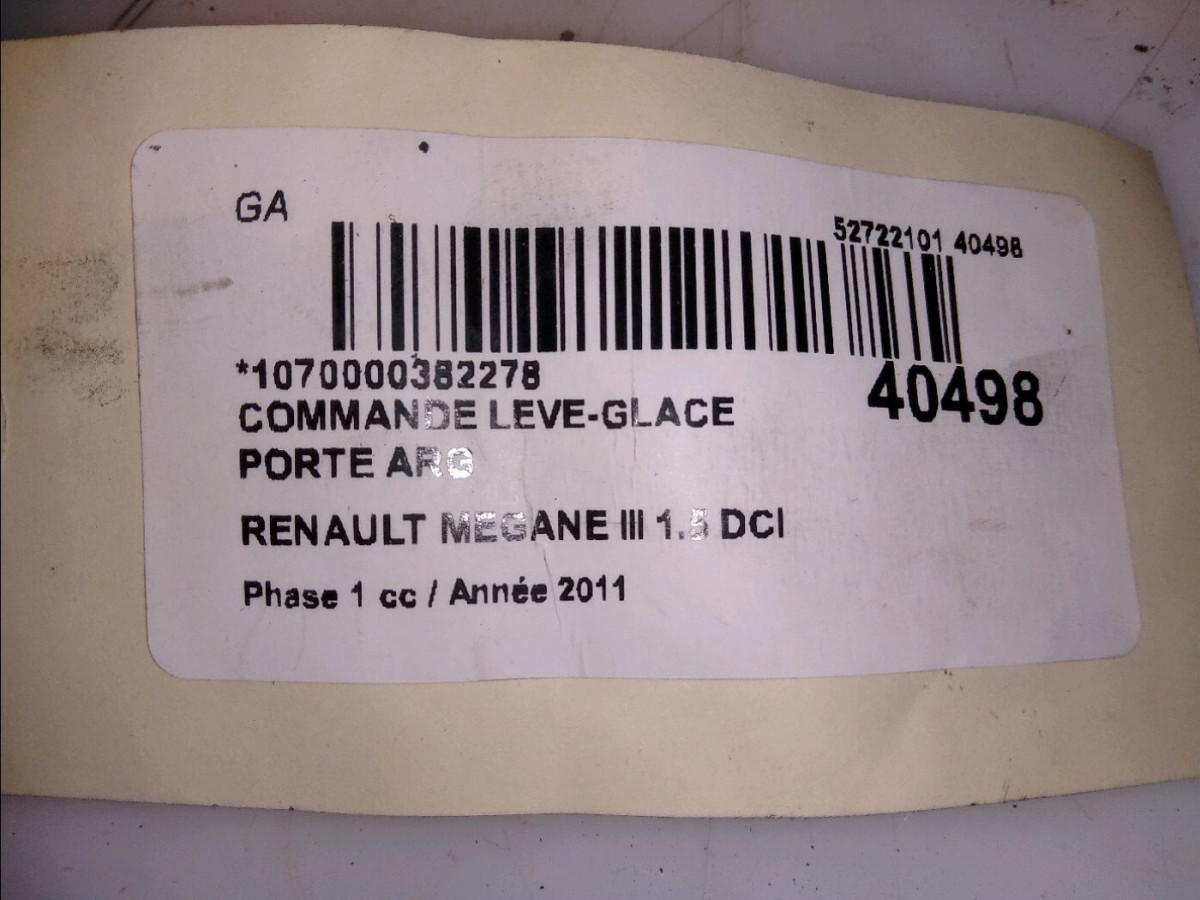 GA
52722101 40498
*1070000382278
40498
COMMANDE LEVE-GLACE
PORTE ARG
RENAULT MEGANE III 1.5 DCI
Phase 1 cc / Année 2011